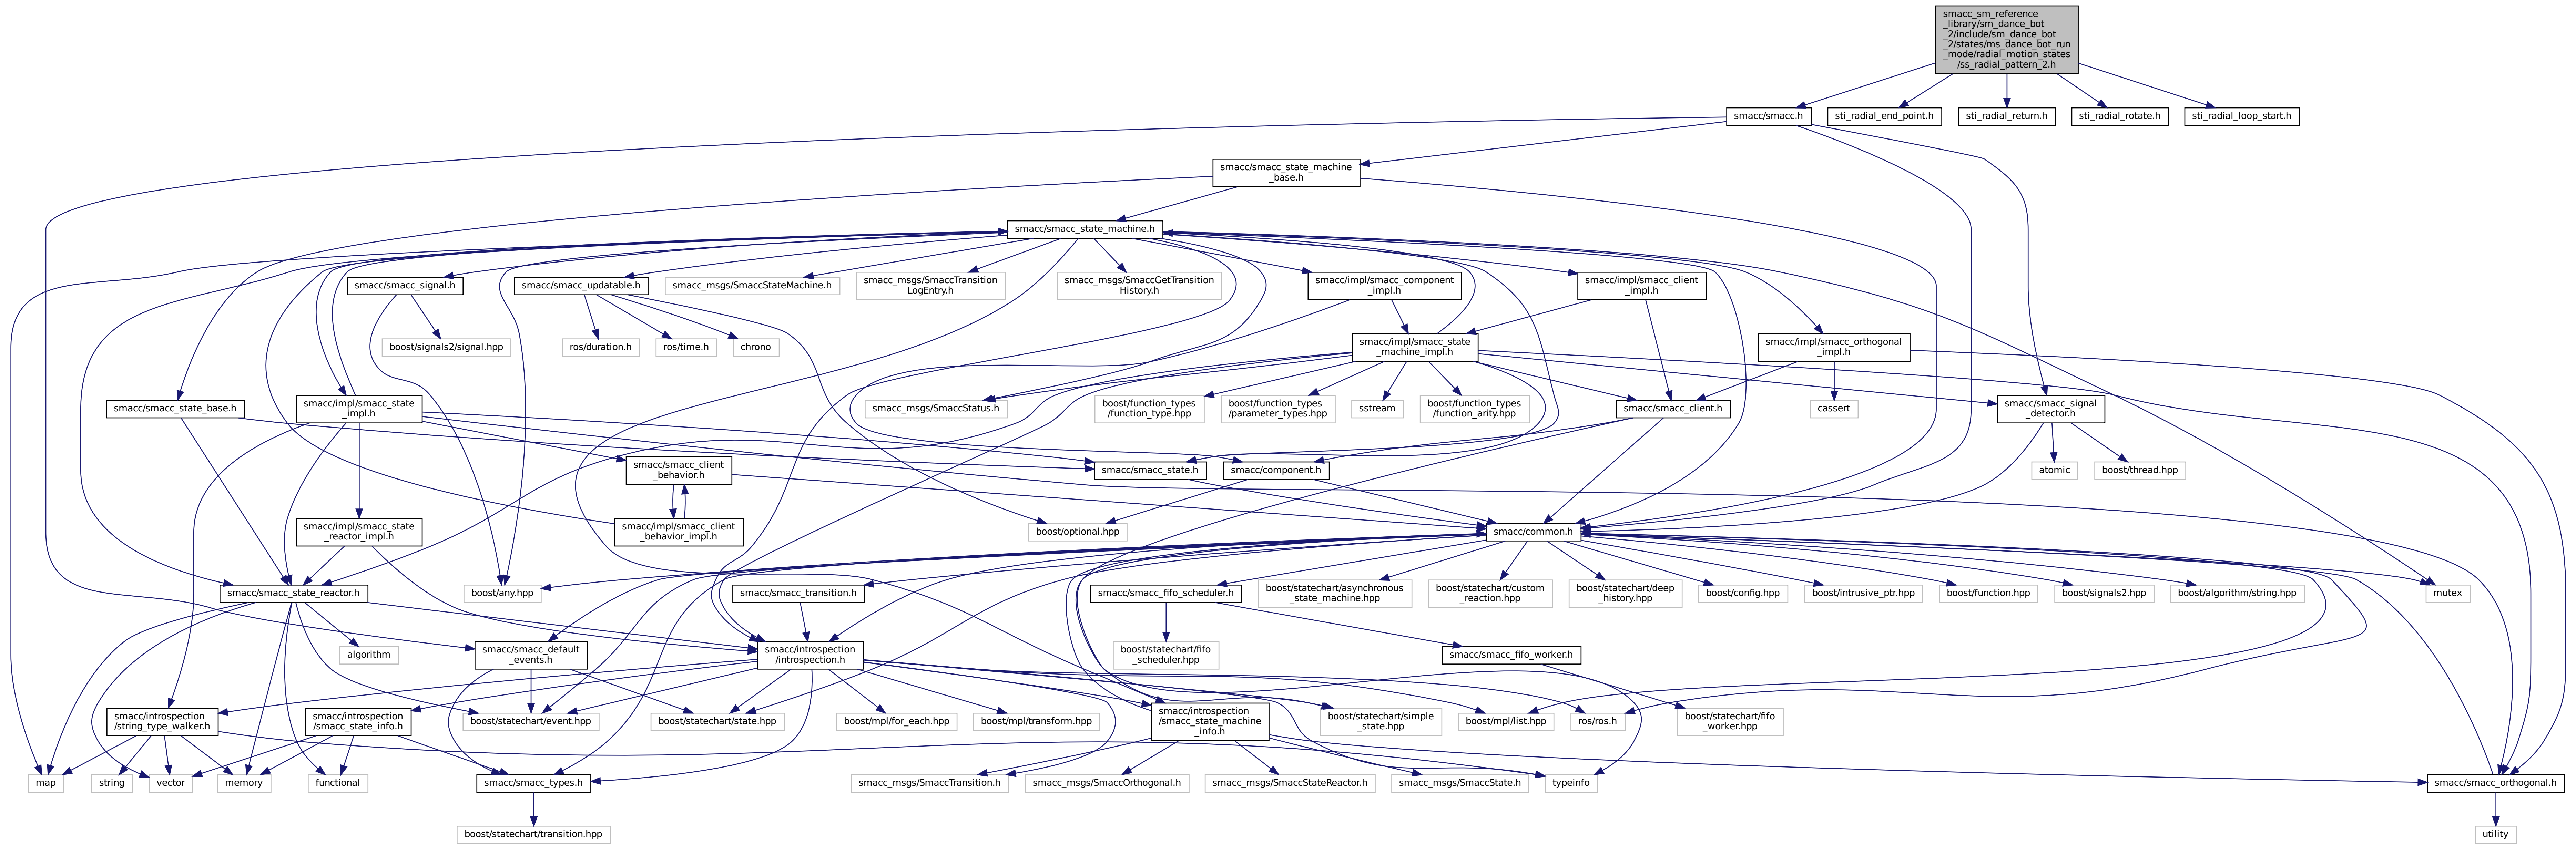 smacc_sm_reference
_library/sm_dance_bot
_2/include/sm_dance_bot
_2/states/ms_dance_bot_run
_mode/radial_motion_states
/ss_radial_pattern_2.h
smacc/smacc.h
sti_radial_end_point.h
sti_radial_return.h
sti_radial_rotate.h
sti_radial_loop_start.h
smacc/smacc_state_machine
_base.h
smacc/smacc_state_machine.h
smacc/smacc_signal.h
smacc/smacc_updatable.h
smacc_msgs/SmaccStateMachine.h
smacc_msgs/SmaccTransition
LogEntry.h
smacc_msgs/SmaccGetTransition
History.h
smacc/impl/smacc_component
_impl.h
smacc/impl/smacc_client
_impl.h
boost/signals2/signal.hpp
ros/duration.h
ros/time.h
chrono
smacc/impl/smacc_state
_machine_impl.h
smacc/impl/smacc_orthogonal
_impl.h
smacc/smacc_state_base.h
smacc/impl/smacc_state
_impl.h
smacc_msgs/SmaccStatus.h
boost/function_types
/function_type.hpp
boost/function_types
/parameter_types.hpp
sstream
boost/function_types
/function_arity.hpp
smacc/smacc_client.h
cassert
smacc/smacc_signal
_detector.h
smacc/smacc_client
_behavior.h
smacc/smacc_state.h
smacc/component.h
atomic
boost/thread.hpp
smacc/impl/smacc_state
_reactor_impl.h
smacc/impl/smacc_client
_behavior_impl.h
boost/optional.hpp
smacc/common.h
smacc/smacc_state_reactor.h
boost/any.hpp
smacc/smacc_transition.h
smacc/smacc_fifo_scheduler.h
boost/statechart/asynchronous
_state_machine.hpp
boost/statechart/custom
_reaction.hpp
boost/statechart/deep
_history.hpp
boost/config.hpp
boost/intrusive_ptr.hpp
boost/function.hpp
boost/signals2.hpp
boost/algorithm/string.hpp
mutex
algorithm
smacc/smacc_default
_events.h
smacc/introspection
/introspection.h
boost/statechart/fifo
_scheduler.hpp
smacc/smacc_fifo_worker.h
smacc/introspection
/string_type_walker.h
smacc/introspection
/smacc_state_info.h
boost/statechart/event.hpp
boost/statechart/state.hpp
boost/mpl/for_each.hpp
boost/mpl/transform.hpp
smacc/introspection
/smacc_state_machine
_info.h
boost/statechart/simple
_state.hpp
boost/mpl/list.hpp
ros/ros.h
boost/statechart/fifo
_worker.hpp
map
string
vector
memory
functional
smacc/smacc_types.h
smacc_msgs/SmaccTransition.h
smacc_msgs/SmaccOrthogonal.h
smacc_msgs/SmaccStateReactor.h
smacc_msgs/SmaccState.h
typeinfo
smacc/smacc_orthogonal.h
boost/statechart/transition.hpp
utility